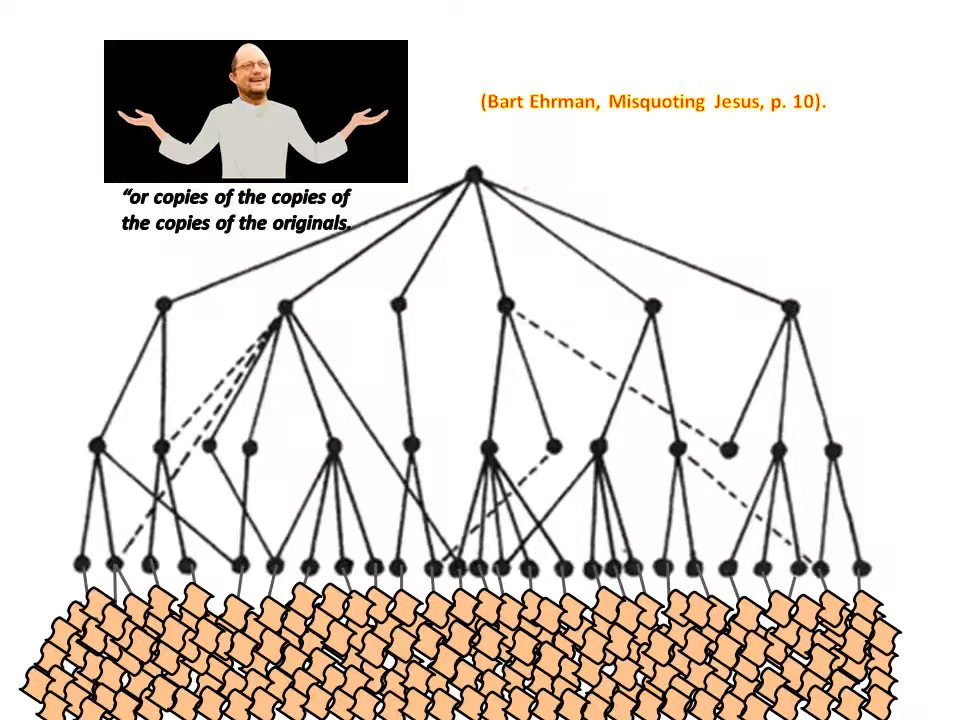 (Bart Ehrman, Misquoting Jesus, p. 10).
“or copies of the copies of
the copies of the originals.